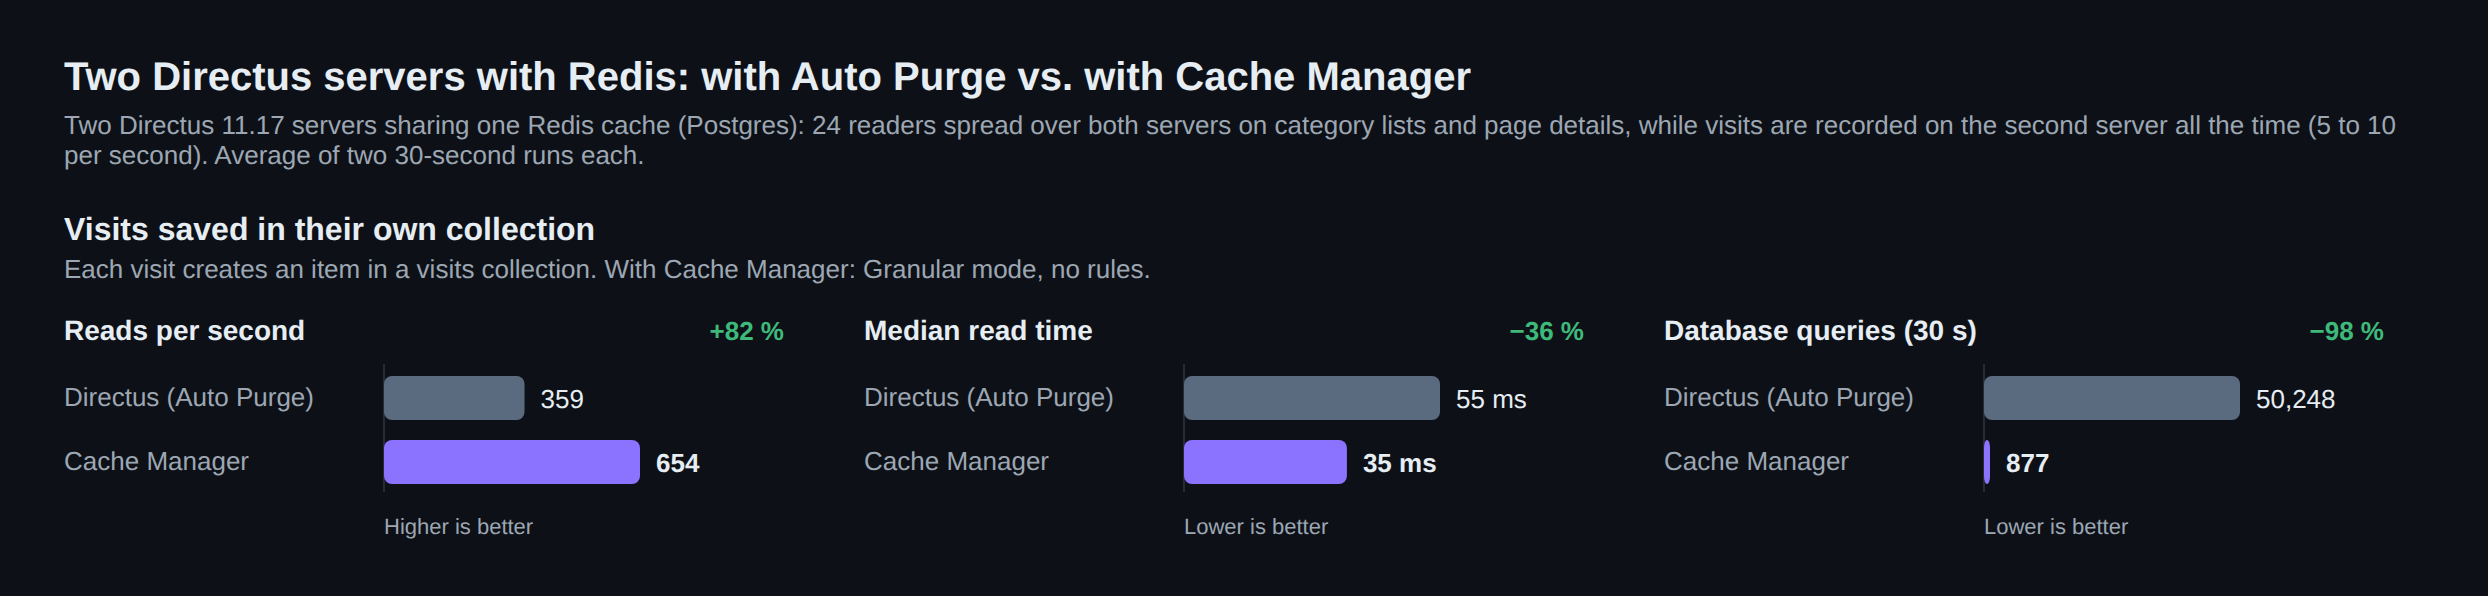 Two Directus servers with Redis: with Auto Purge vs. with Cache Manager
Two Directus 11.17 servers sharing one Redis cache (Postgres): 24 readers spread over both servers on category lists and page details, while visits are recorded on the second server all the time (5 to 10
per second). Average of two 30-second runs each.
Visits saved in their own collection
Each visit creates an item in a visits collection. With Cache Manager: Granular mode, no rules.
Reads per second +82 %
Directus (Auto Purge) 359
Cache Manager 654
Higher is better
Median read time −36 %
Directus (Auto Purge) 55 ms
Cache Manager 35 ms
Lower is better
Database queries (30 s) −98 %
Directus (Auto Purge) 50,248
Cache Manager 877
Lower is better